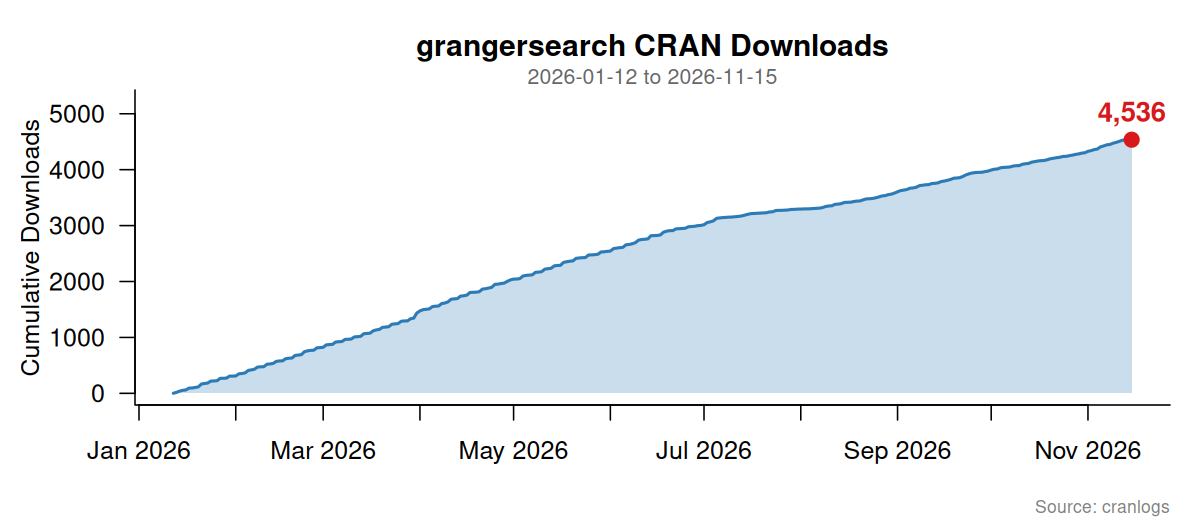 grangersearch CRAN Downloads
2026-01-12 to 2026-11-15
4,536
Cumulative Downloads
5000
4000
3000
2000
1000
0
Jan 2026
Mar 2026
May 2026
Jul 2026
Sep 2026
Nov 2026
Source: cranlogs